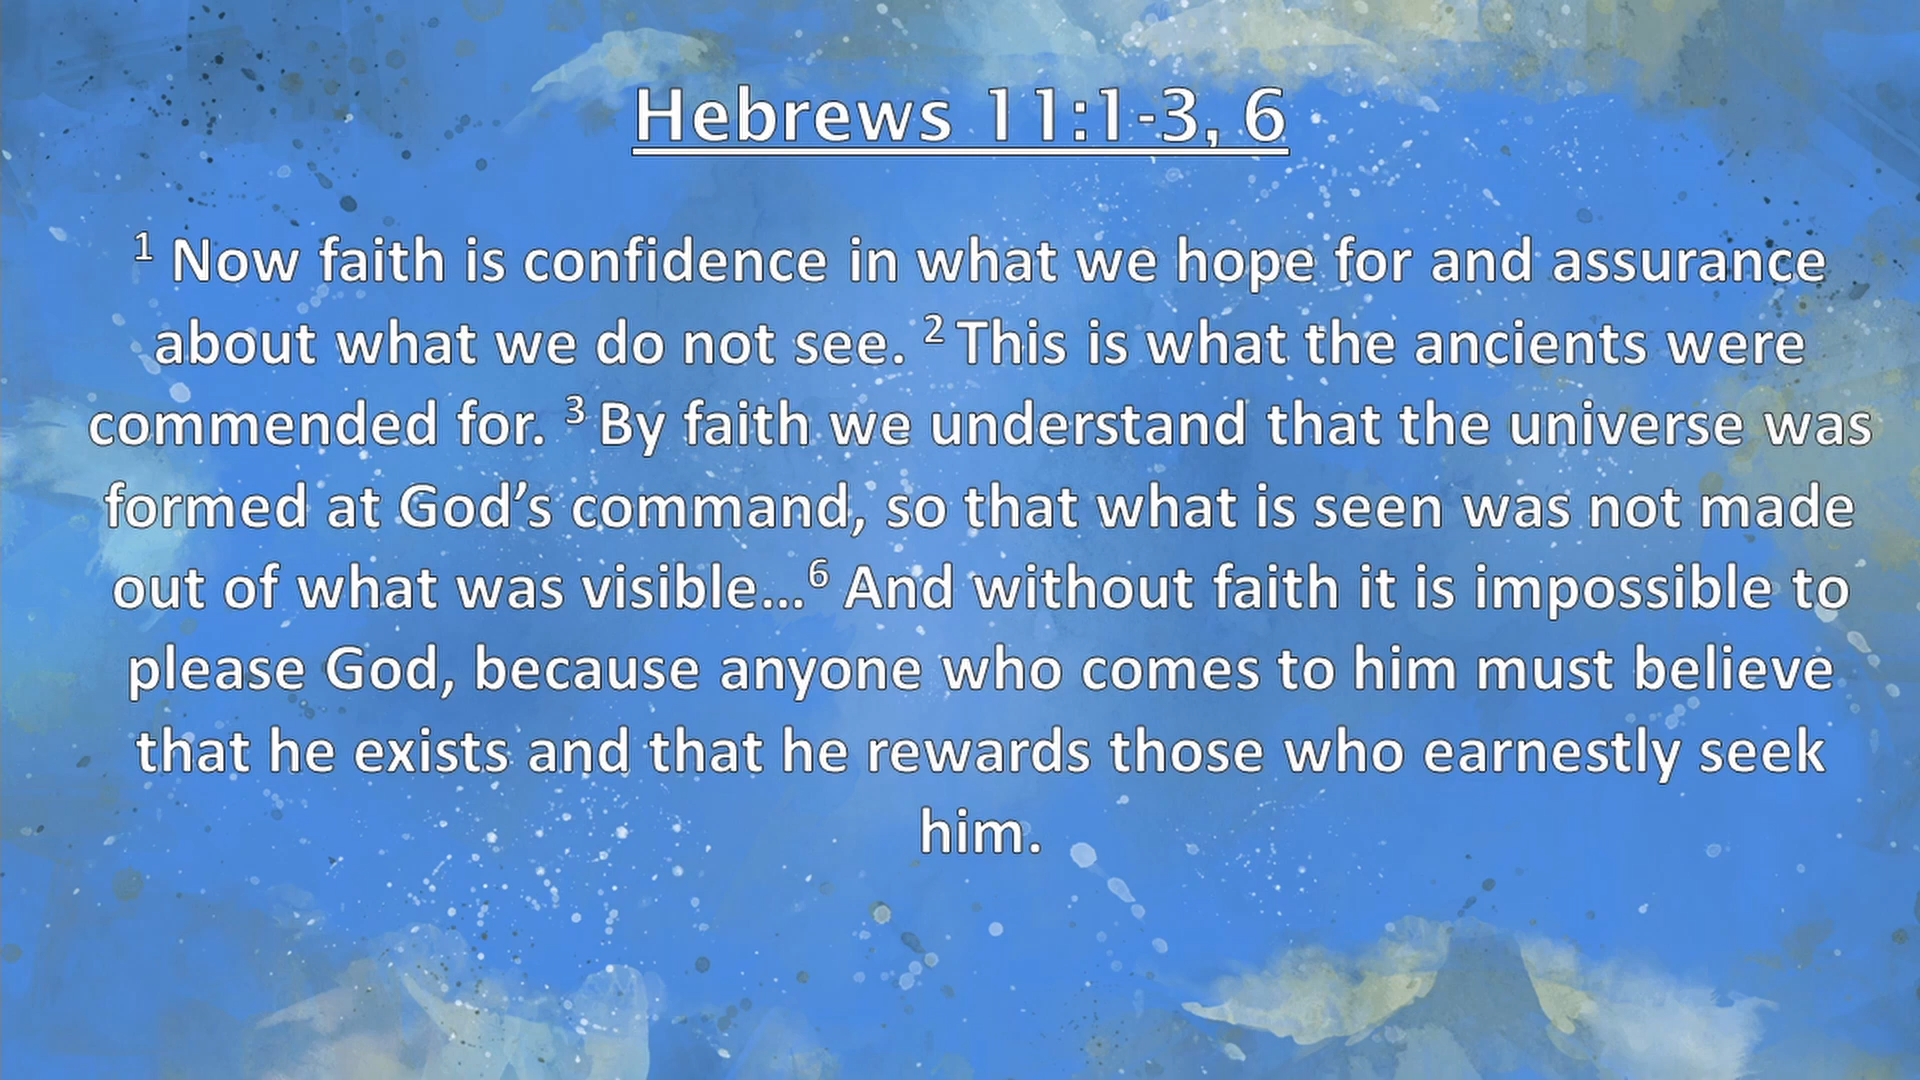 Hebrews 11:1-3, 6
1 Now faith is confidence in what we hope for and assurance
about what we do not see. 2 This is what the ancients were
commended for. 3 By faith we understand that the universe was
formed at God’s command, so that what is seen was not made
out of what was visible…6 And without faith it is impossible to
please God, because anyone who comes to him must believe
that he exists and that he rewards those who earnestly seek
him.